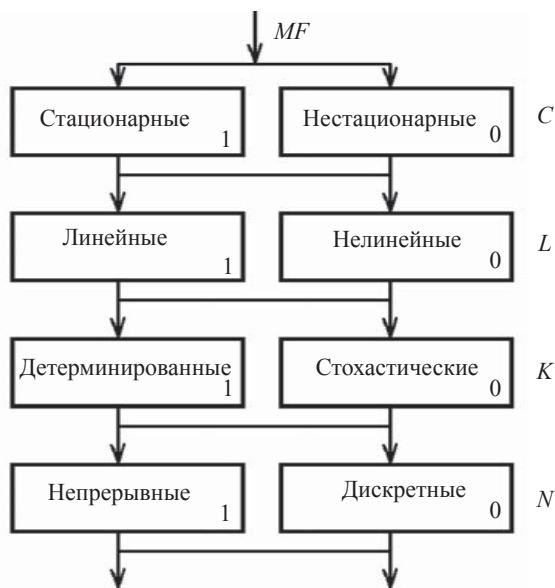 MF
Стационарные
1
Нестационарные
0
C
Линейные
1
Нелинейные
0
L
Детерминированные
1
Стохастические
0
K
Непрерывные
1
Дискретные
0
N